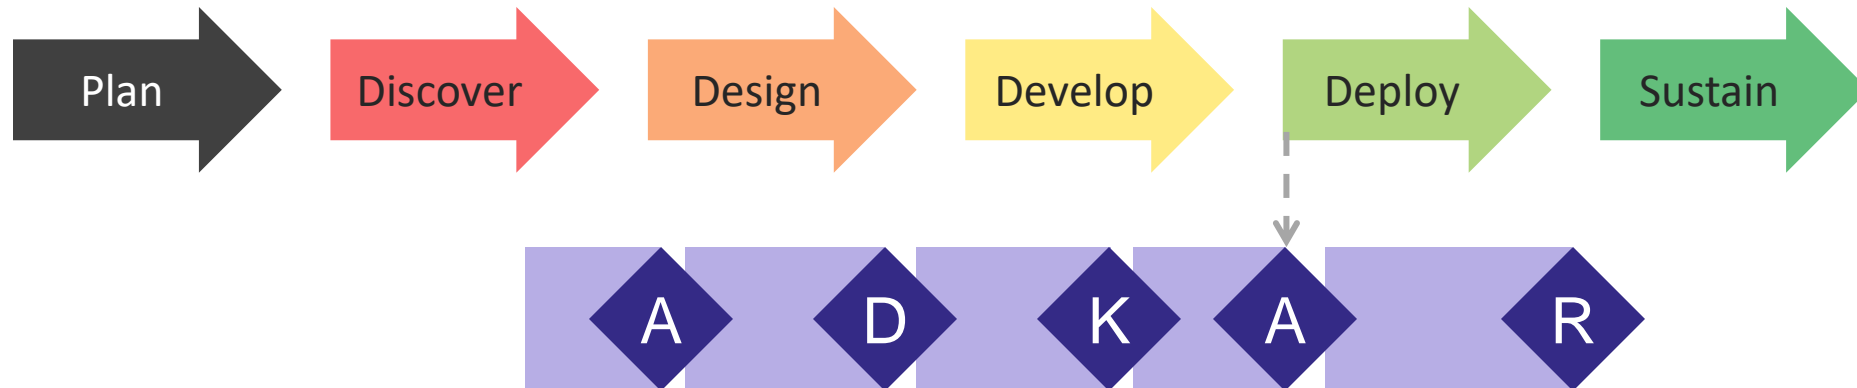 Plan
Discover
Design
Develop
Deploy
Sustain
A
D
K
A
R